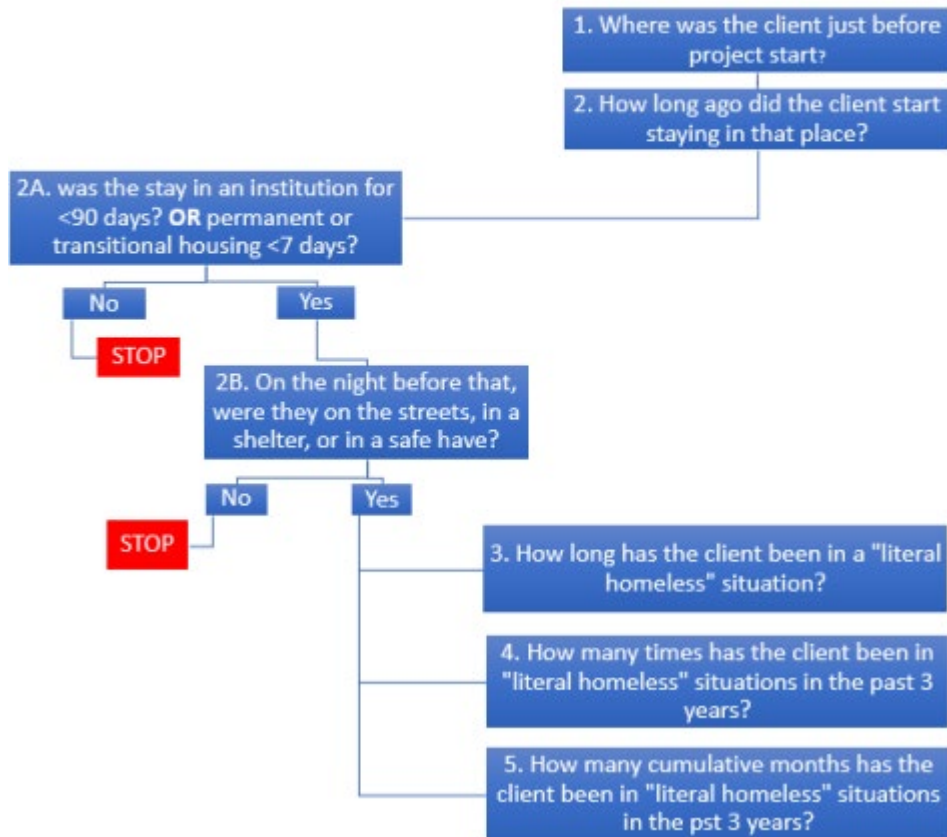 1. Where was the client just before
project start?
2. How long ago did the client start
staying in that place?
2A. was the stay in an institution for
<90 days? OR permanent or
transitional housing <7 days?
No
Yes
STOP
2B. On the night before that,
were they on the streets, in a
shelter, or in a safe have?
No
Yes
STOP
3. How long has the client been in a "literal
homeless" situation?
4. How many times has the client been in
"literal homeless" situations in the past 3
years?
5. How many cumulative months has the
client been in "literal homeless" situations
in the pst 3 years?